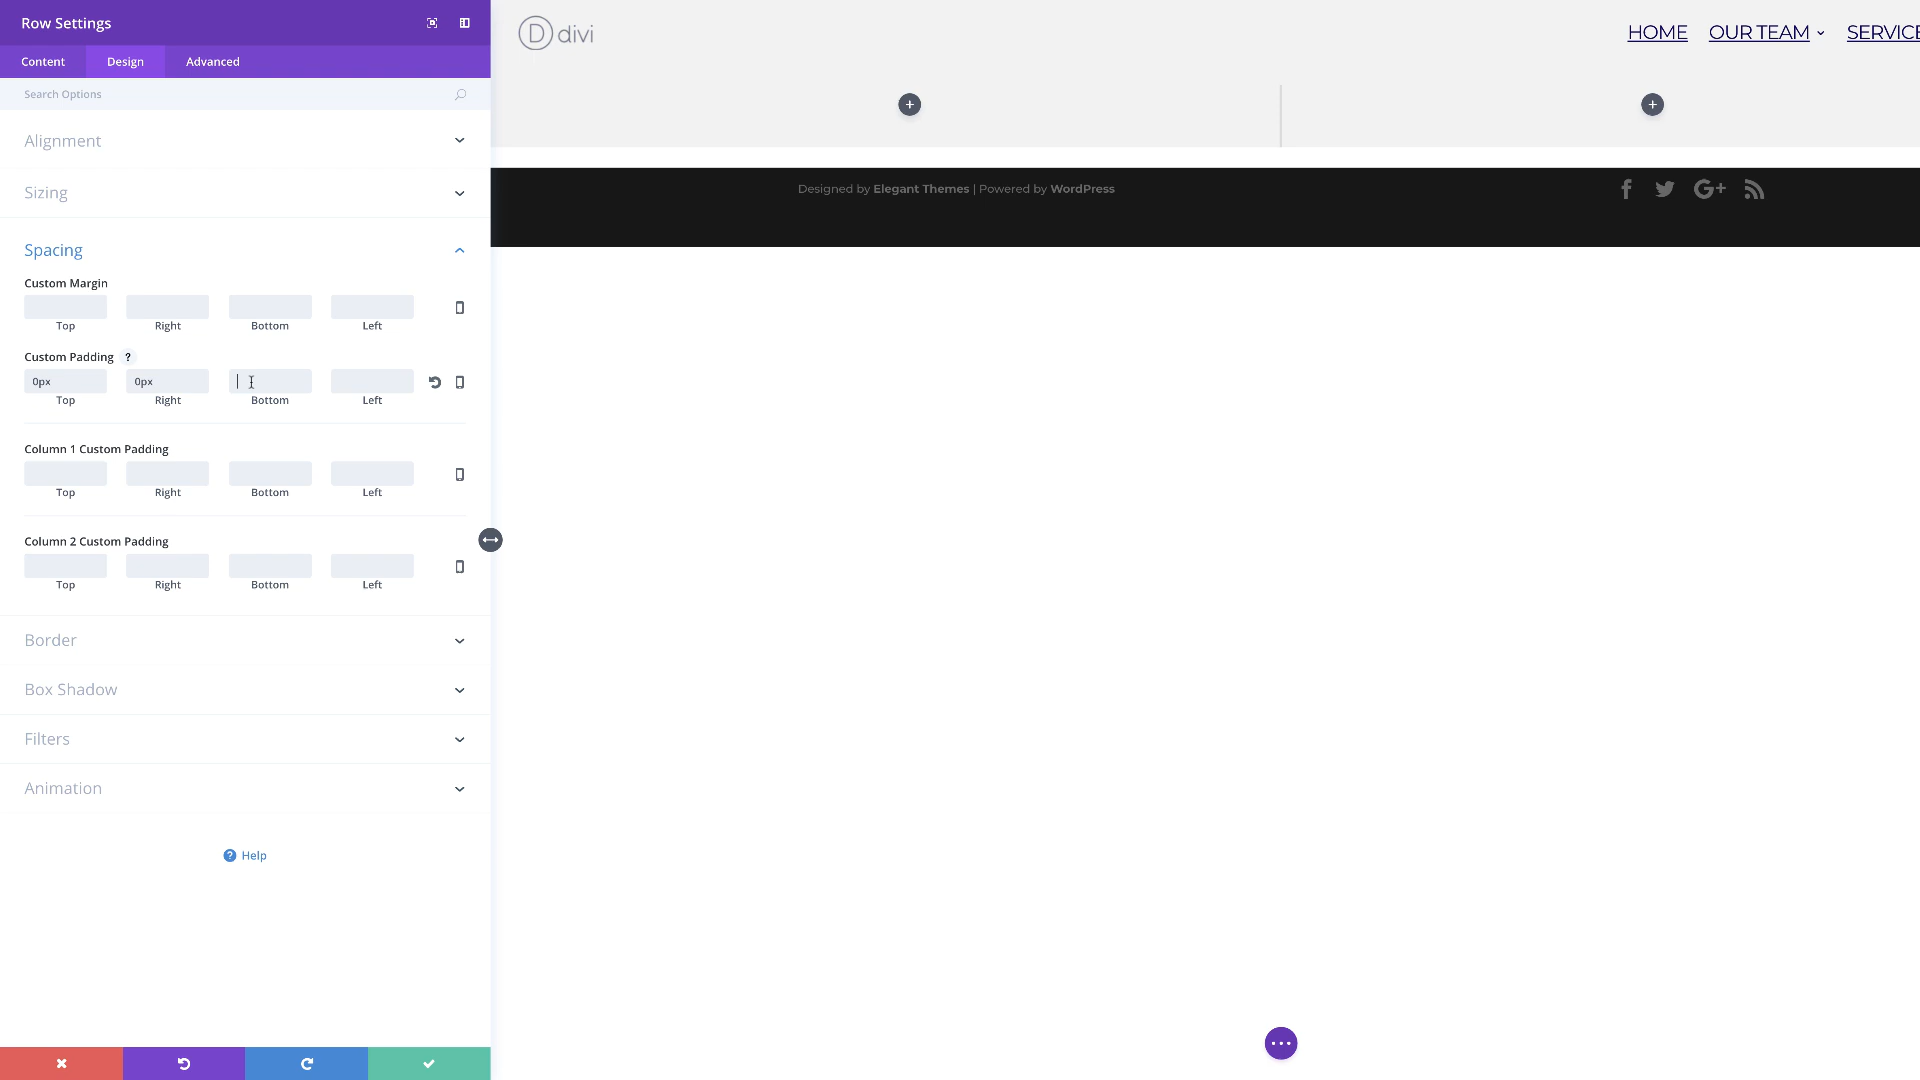 Row Settings
Content
Design
Advanced
Search Options
Alignment
Sizing
Spacing
Custom Margin
Top
Right
Bottom
Left
Custom Padding ?
0px
0px
Top
Right
Bottom
Left
Column 1 Custom Padding
Top
Right
Bottom
Left
Column 2 Custom Padding
Top
Right
Bottom
Left
Border
Box Shadow
Filters
Animation
? Help
D divi
HOME
OUR TEAM
SERVICE
Designed by Elegant Themes | Powered by WordPress